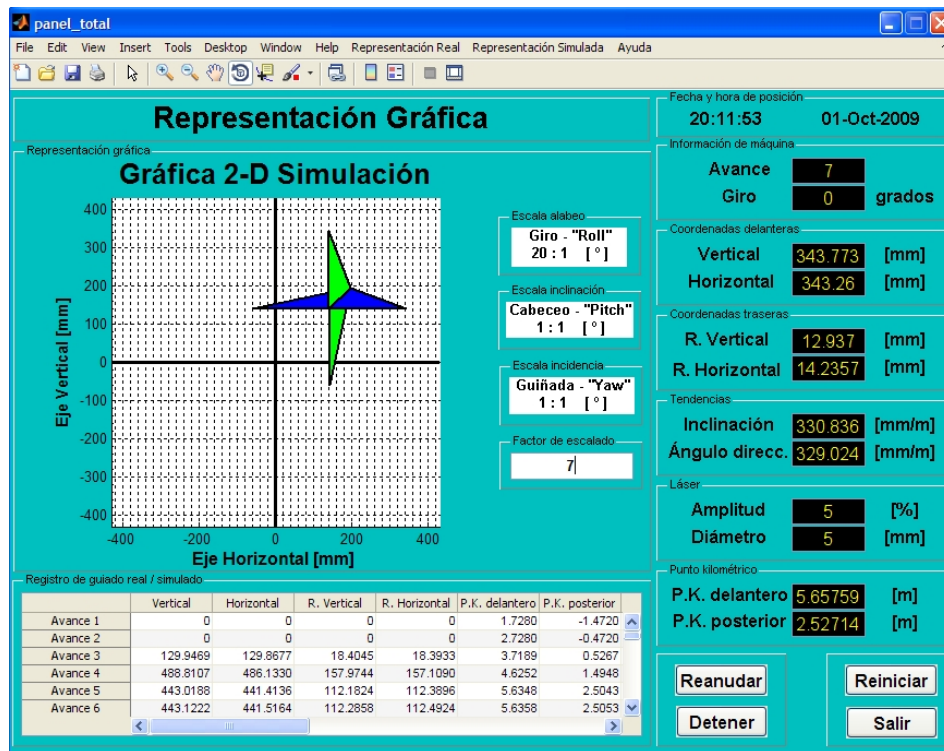 panel_total
File Edit View Insert Tools Desktop Window Help Representación Real Representación Simulada Ayuda
Representación Gráfica
Representación gráfica
Gráfica 2-D Simulación
Eje Vertical [mm]
400
300
200
100
0
-100
-200
-300
-400
-400 -200 0 200 400
Eje Horizontal [mm]
Escala alabeo
Giro - "Roll"
20 : 1 [ º ]
Escala inclinación
Cabeceo - "Pitch"
1 : 1 [ º ]
Escala incidencia
Guiñada - "Yaw"
1 : 1 [ º ]
Factor de escalado
7
Fecha y hora de posición
20:11:53 01-Oct-2009
Información de máquina
Avance 7
Giro 0 grados
Coordenadas delanteras
Vertical 343.773 [mm]
Horizontal 343.26 [mm]
Coordenadas traseras
R. Vertical 12.937 [mm]
R. Horizontal 14.2357 [mm]
Tendencias
Inclinación 330.836 [mm/m]
Ángulo direcc. 329.024 [mm/m]
Láser
Amplitud 5 [%]
Diámetro 5 [mm]
Punto kilométrico
P.K. delantero 5.65759 [m]
P.K. posterior 2.52714 [m]
Registro de guiado real / simulado
Vertical Horizontal R. Vertical R. Horizontal P.K. delantero P.K. posterior
Avance 1 0 0 0 0 1.7280 -1.4720
Avance 2 0 0 0 0 2.7280 -0.4720
Avance 3 129.9469 129.8677 18.4045 18.3933 3.7189 0.5267
Avance 4 488.8107 486.1330 157.9744 157.1090 4.6252 1.4948
Avance 5 443.0188 441.4136 112.1824 112.3896 5.6348 2.5043
Avance 6 443.1222 441.5164 112.2858 112.4924 5.6358 2.5053
Reanudar Reiniciar
Detener Salir